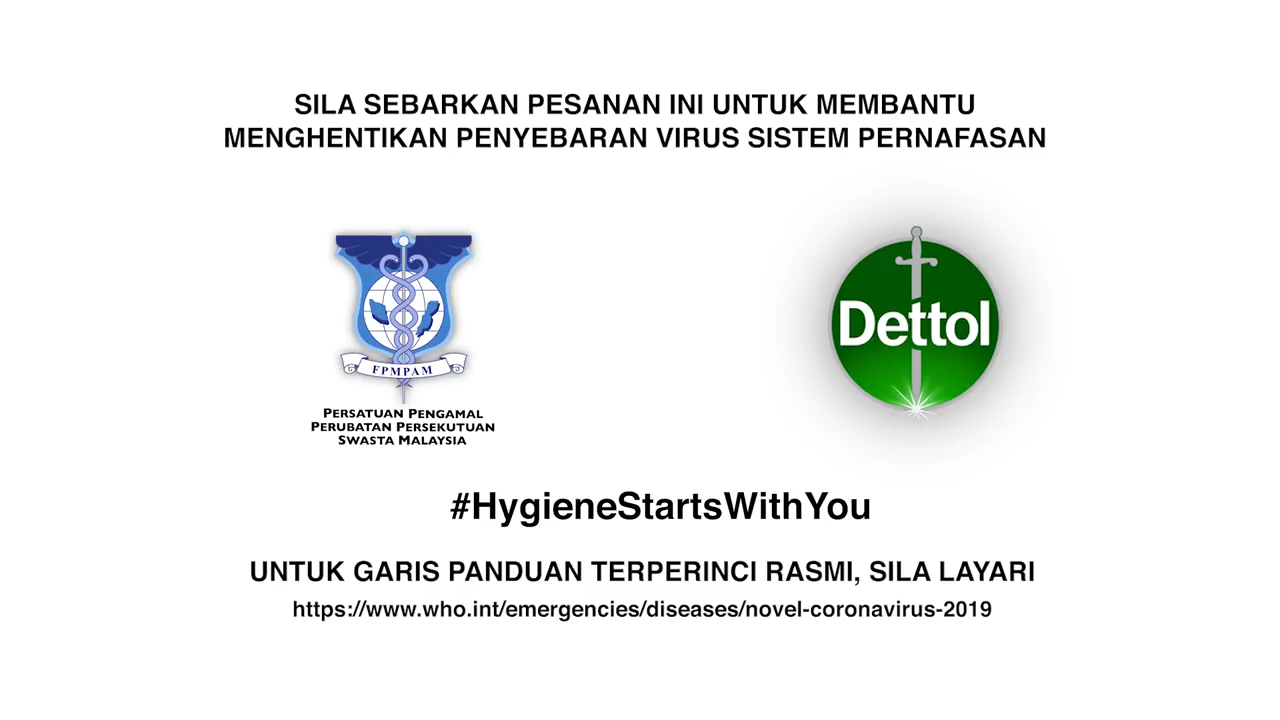 SILA SEBARKAN PESANAN INI UNTUK MEMBANTU
MENGHENTIKAN PENYEBARAN VIRUS SISTEM PERNAFASAN
FPMPAM
PERSATUAN PENGAMAL
PERUBATAN PERSEKUTUAN
SWASTA MALAYSIA
Dettol
#HygieneStartsWithYou
UNTUK GARIS PANDUAN TERPERINCI RASMI, SILA LAYARI
https://www.who.int/emergencies/diseases/novel-coronavirus-2019